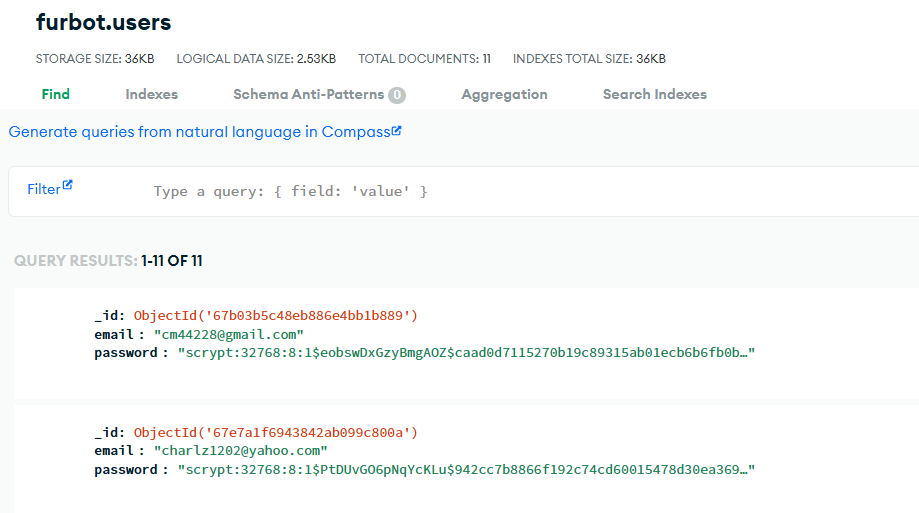 furbot.users
STORAGE SIZE: 36KB LOGICAL DATA SIZE: 2.53KB TOTAL DOCUMENTS: 11 INDEXES TOTAL SIZE: 36KB
Find Indexes Schema Anti-Patterns 0 Aggregation Search Indexes
Generate queries from natural language in Compass
Filter Type a query: { field: 'value' }
QUERY RESULTS: 1-11 OF 11
_id: ObjectId('67b03b5c48eb886e4bb1b889')
email : "cm44228@gmail.com"
password : "scrypt:32768:8:1$eobswDxGzyBmgAOZ$caad0d7115270b19c89315ab01ecb6b6fb0b…"
_id: ObjectId('67e7a1f6943842ab099c800a')
email : "charlz1202@yahoo.com"
password : "scrypt:32768:8:1$PtDUvGO6pNqYcKLu$942cc7b8866f192c74cd60015478d30ea369…"